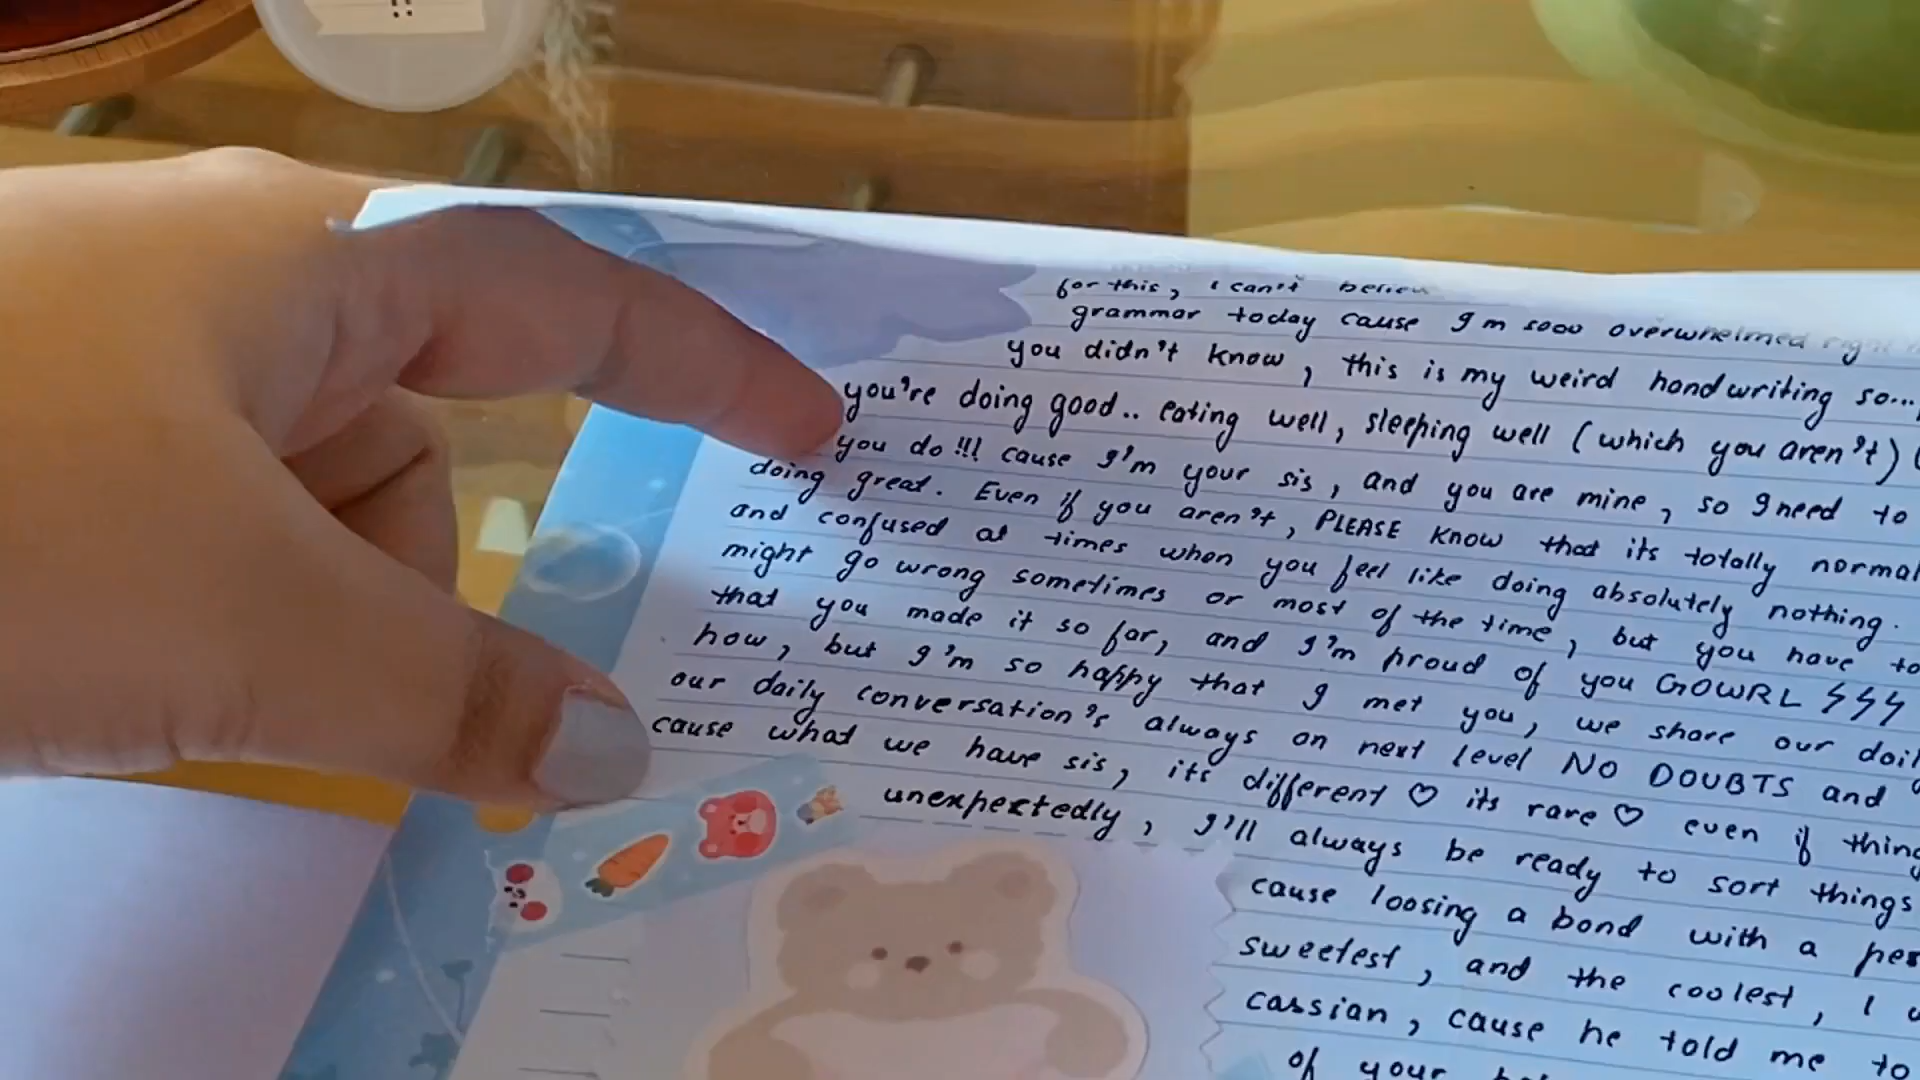 for this, I can't
grammar today cause I'm sooo overwhelmed right
you didn't know, this is my weird handwriting so...
you're doing good.. eating well, sleeping well (which you aren't)
you do!!! cause I'm your sis, and you are mine, so I need to
doing great. Even if you aren't, PLEASE KNOW that its totally normal
and confused at times when you feel like doing absolutely nothing.
might go wrong sometimes or most of the time, but you have to
that you made it so far, and I'm proud of you GOWRL ϟϟϟ
how, but I'm so happy that I met you, we share our
our daily conversation's always on next level NO DOUBTS and
cause what we have sis, its different ♡ its rare ♡ even if
unexpectedly, I'll always be ready to sort things
cause loosing a bond with a
sweetest, and the coolest, I
cassian, cause he told me to
of your